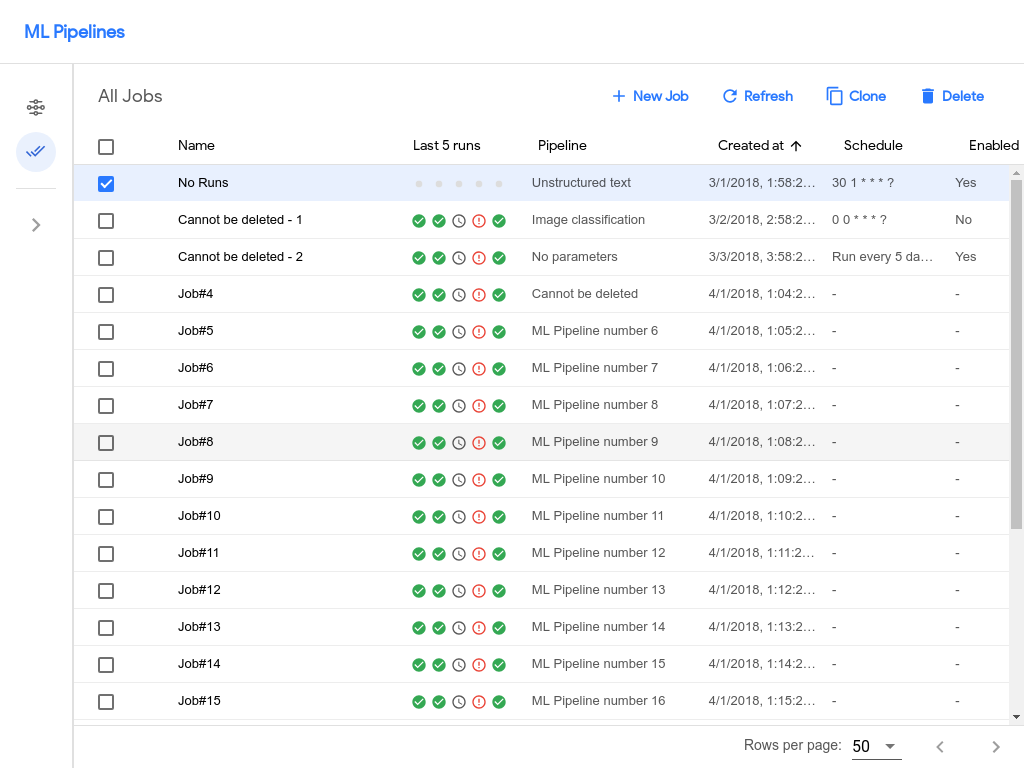 ML Pipelines
All Jobs New Job Refresh Clone Delete
Name Last 5 runs Pipeline Created at Schedule Enabled
No Runs Unstructured text 3/1/2018, 1:58:2... 30 1 * * * ? Yes
Cannot be deleted - 1 Image classification 3/2/2018, 2:58:2... 0 0 * * * ? No
Cannot be deleted - 2 No parameters 3/3/2018, 3:58:2... Run every 5 da... Yes
Job#4 Cannot be deleted 4/1/2018, 1:04:2... - -
Job#5 ML Pipeline number 6 4/1/2018, 1:05:2... - -
Job#6 ML Pipeline number 7 4/1/2018, 1:06:2... - -
Job#7 ML Pipeline number 8 4/1/2018, 1:07:2... - -
Job#8 ML Pipeline number 9 4/1/2018, 1:08:2... - -
Job#9 ML Pipeline number 10 4/1/2018, 1:09:2... - -
Job#10 ML Pipeline number 11 4/1/2018, 1:10:2... - -
Job#11 ML Pipeline number 12 4/1/2018, 1:11:2... - -
Job#12 ML Pipeline number 13 4/1/2018, 1:12:2... - -
Job#13 ML Pipeline number 14 4/1/2018, 1:13:2... - -
Job#14 ML Pipeline number 15 4/1/2018, 1:14:2... - -
Job#15 ML Pipeline number 16 4/1/2018, 1:15:2... - -
Rows per page: 50